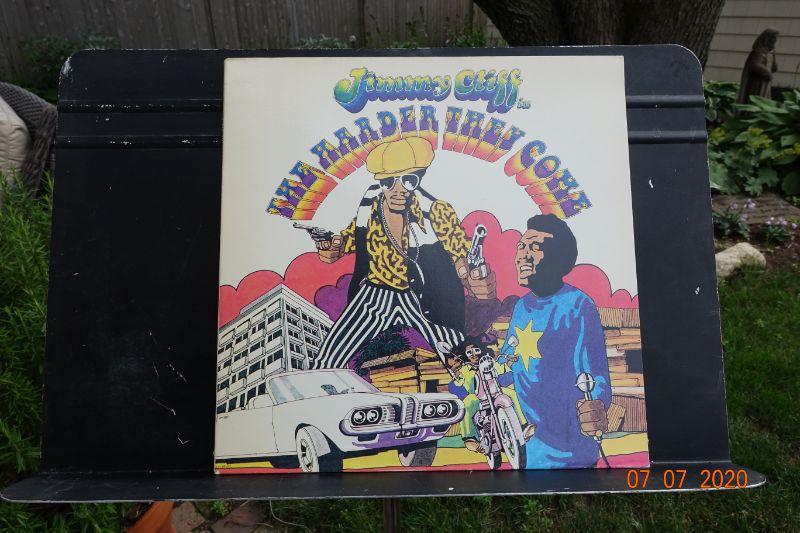 Jimmy Cliff in
THE HARDER THEY COME
07 07 2020